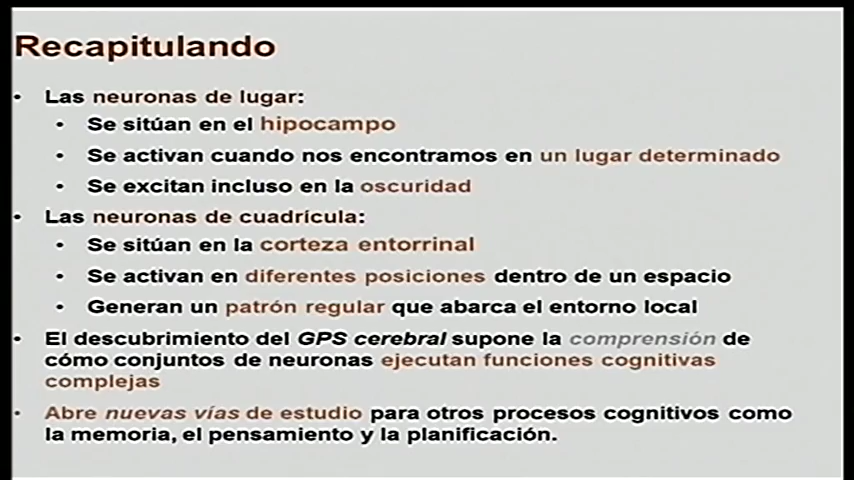 Recapitulando
• Las neuronas de lugar:
• Se sitúan en el hipocampo
• Se activan cuando nos encontramos en un lugar determinado
• Se excitan incluso en la oscuridad
• Las neuronas de cuadrícula:
• Se sitúan en la corteza entorrinal
• Se activan en diferentes posiciones dentro de un espacio
• Generan un patrón regular que abarca el entorno local
• El descubrimiento del GPS cerebral supone la comprensión de
cómo conjuntos de neuronas ejecutan funciones cognitivas
complejas
• Abre nuevas vías de estudio para otros procesos cognitivos como
la memoria, el pensamiento y la planificación.